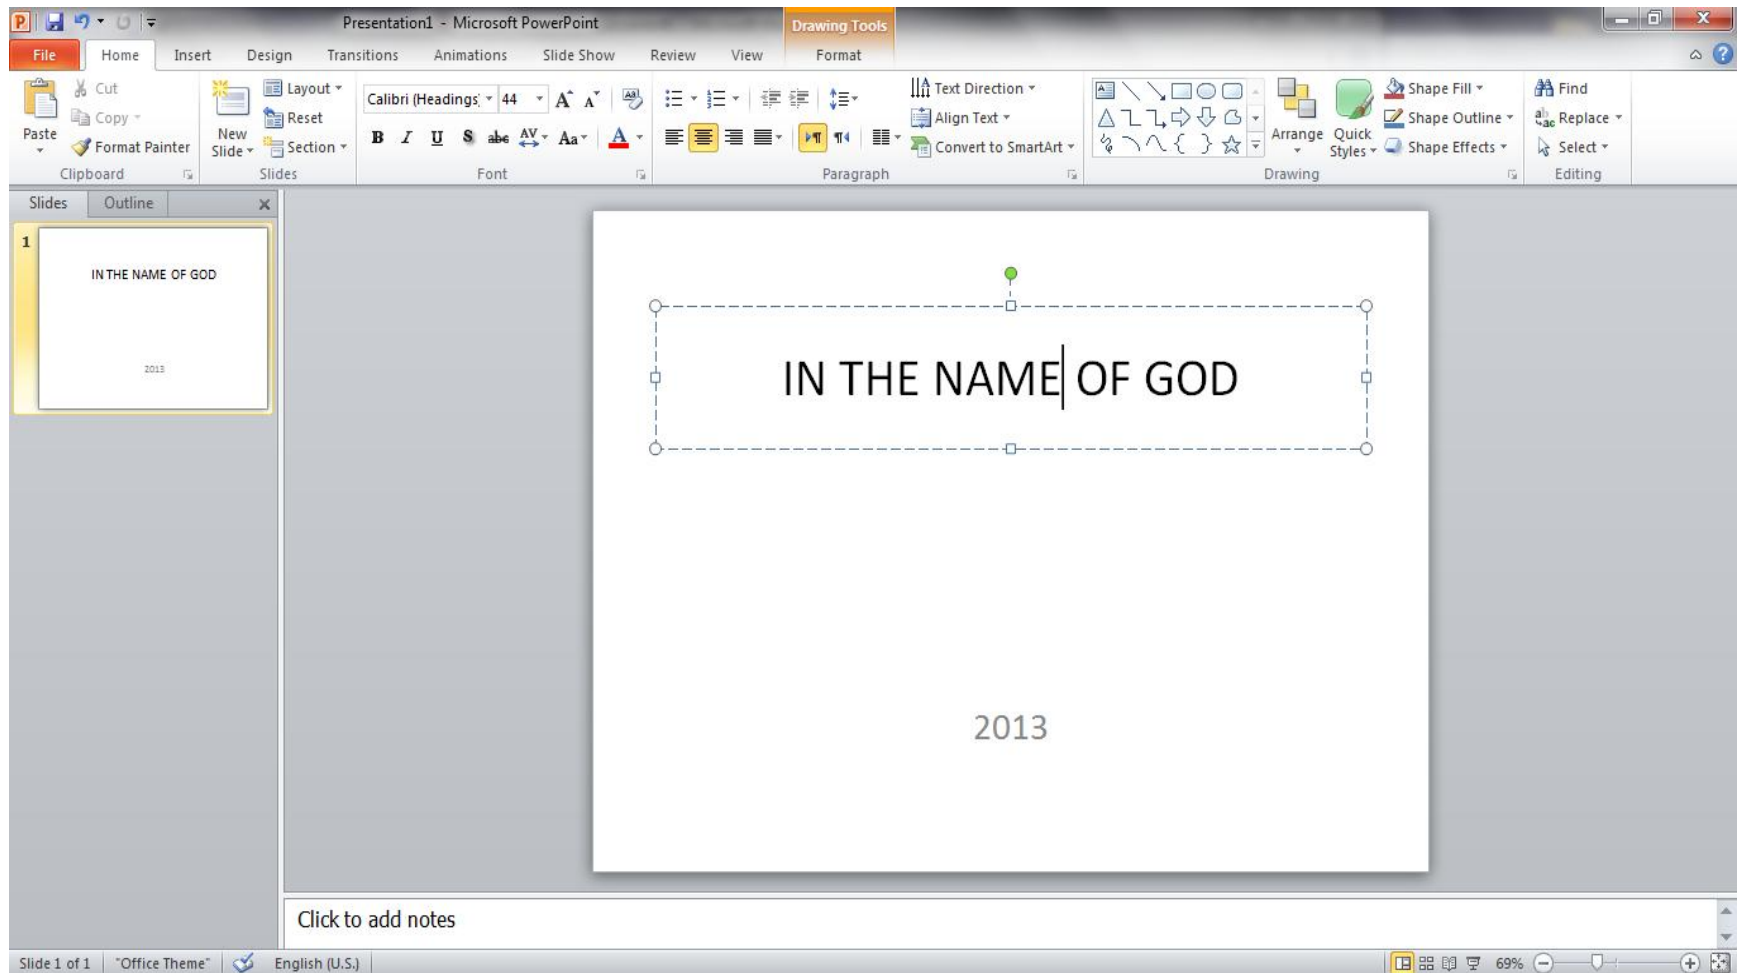 Presentation1 - Microsoft PowerPoint
Drawing Tools
File Home Insert Design Transitions Animations Slide Show Review View Format
Paste
Cut
Copy
Format Painter
Clipboard
New Slide
Layout
Reset
Section
Slides
Calibri (Headings) 44
B I U S abc AV Aa A
Font
Paragraph
Text Direction
Align Text
Convert to SmartArt
Arrange
Quick Styles
Shape Fill
Shape Outline
Shape Effects
Drawing
Find
Replace
Select
Editing
Slides Outline
1
IN THE NAME OF GOD
2013
IN THE NAME OF GOD
2013
Click to add notes
Slide 1 of 1 "Office Theme" English (U.S.) 69%